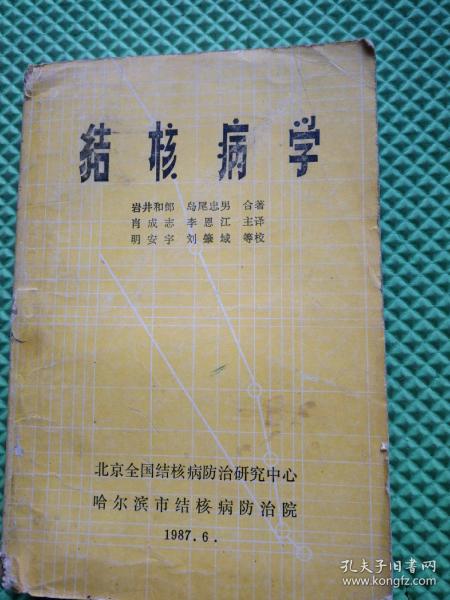 结核病学
岩井和郎 岛尾忠男 合著
肖成志 李恩江 主译
明安宇 刘肇域 等校
北京全国结核病防治研究中心
哈尔滨市结核病防治院
1987.6.
孔夫子旧书网
www.kongfz.com